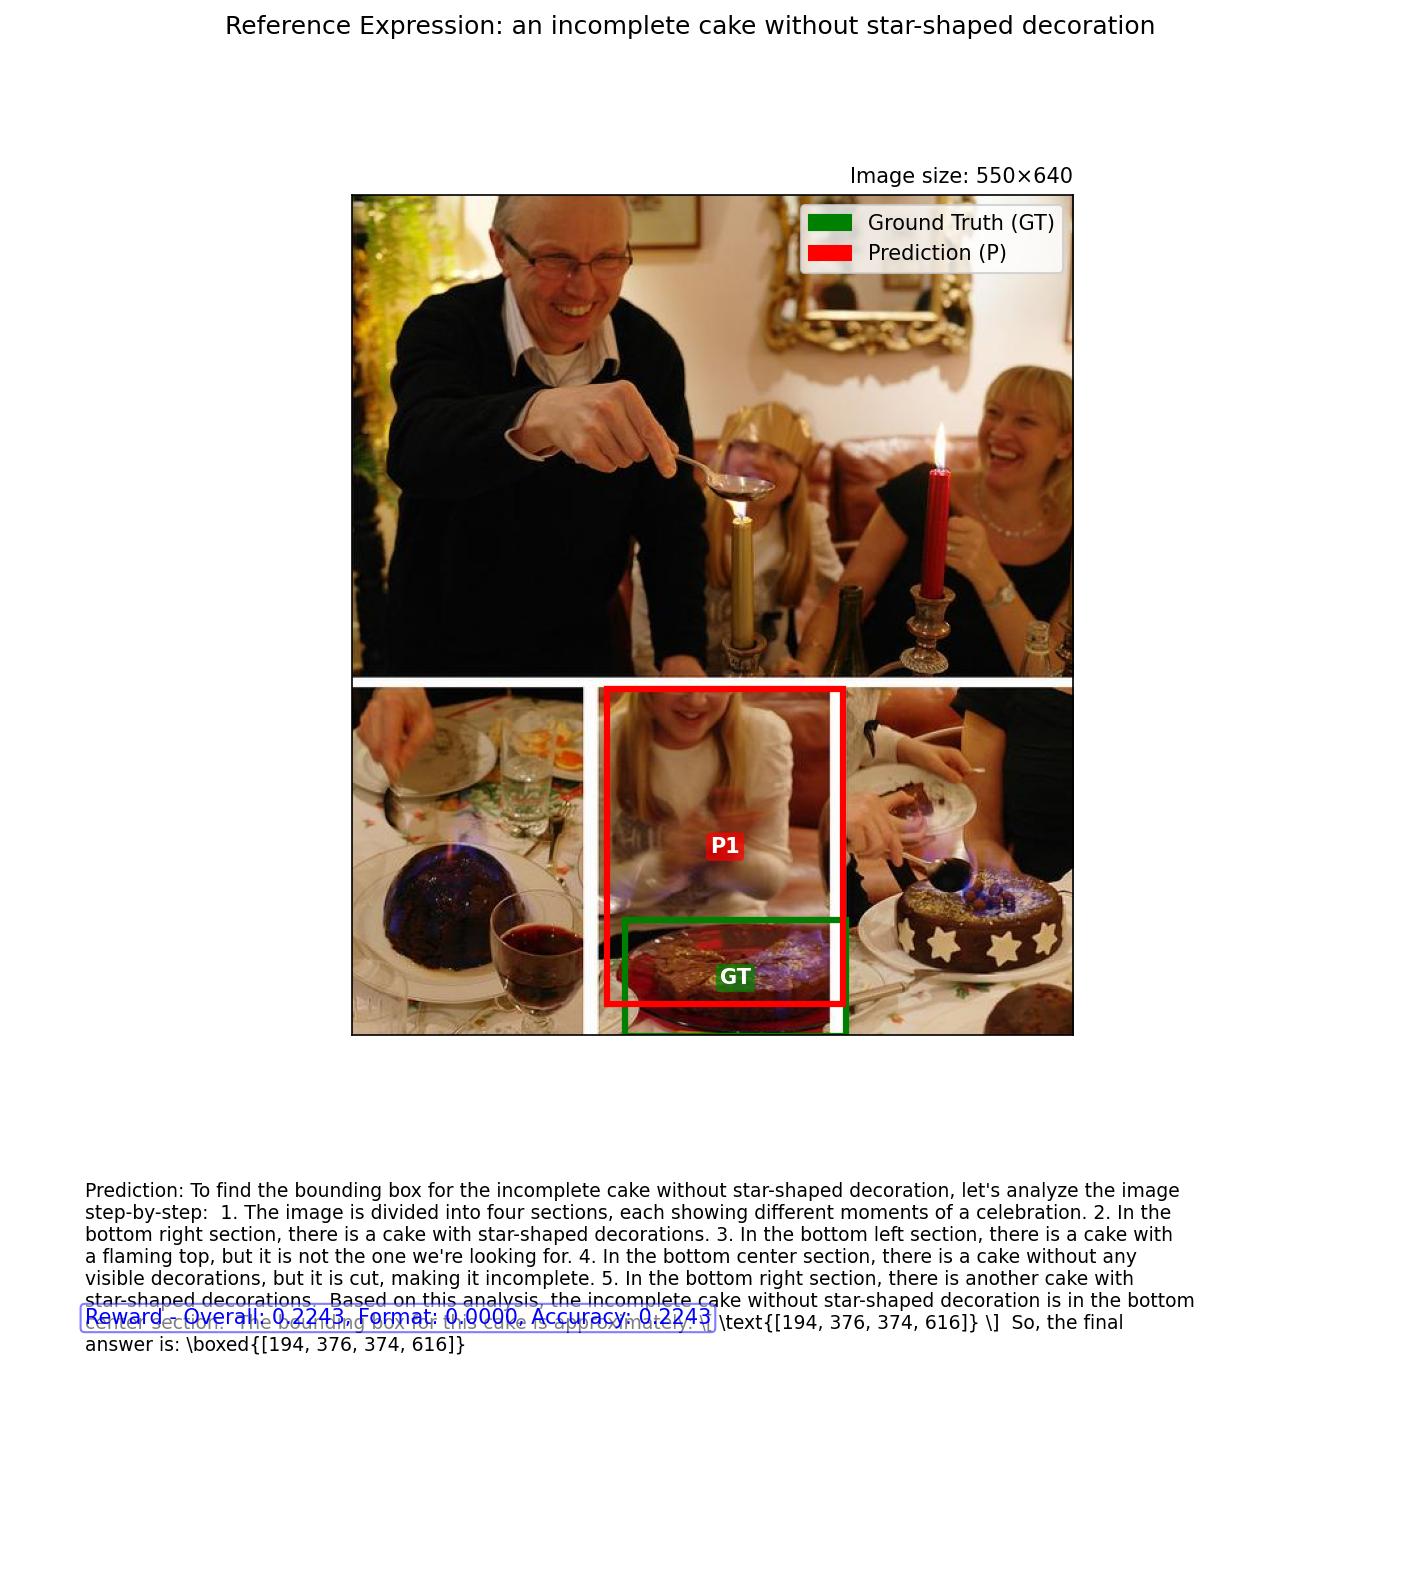 Reference Expression: an incomplete cake without star-shaped decoration
Image size: 550×640
Ground Truth (GT)
Prediction (P)
P1
GT
Prediction: To find the bounding box for the incomplete cake without star-shaped decoration, let's analyze the image
step-by-step:  1. The image is divided into four sections, each showing different moments of a celebration. 2. In the
bottom right section, there is a cake with star-shaped decorations. 3. In the bottom left section, there is a cake with
a flaming top, but it is not the one we're looking for. 4. In the bottom center section, there is a cake without any
visible decorations, but it is cut, making it incomplete. 5. In the bottom right section, there is another cake with
star-shaped decorations.  Based on this analysis, the incomplete cake without star-shaped decoration is in the bottom
Reward - Overall: 0.2243, Format: 0.0000, Accuracy: 0.2243
center section.  The bounding box for this cake is approximately: \[ \text{[194, 376, 374, 616]} \]  So, the final
answer is: \boxed{[194, 376, 374, 616]}